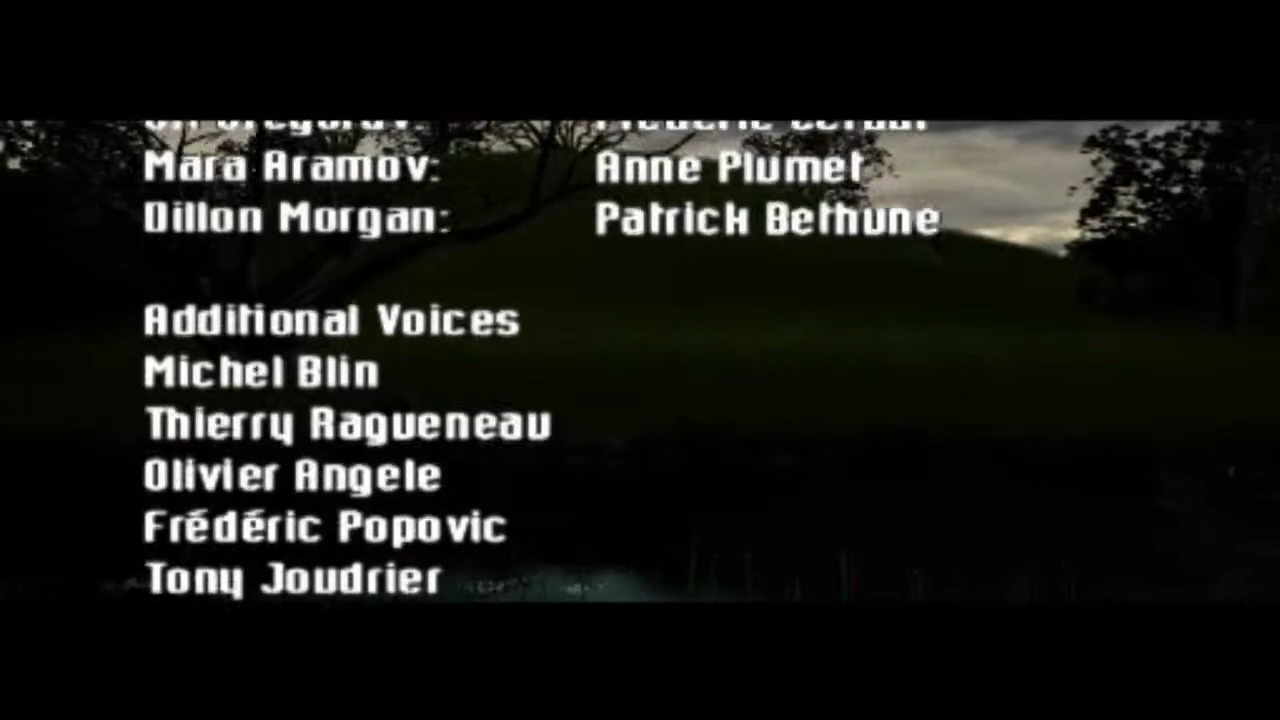 Mara Aramov: Anne Plumet
Dillon Morgan: Patrick Bethune
Additional Voices
Michel Blin
Thierry Ragueneau
Olivier Angele
Frédéric Popovic
Tony Joudrier